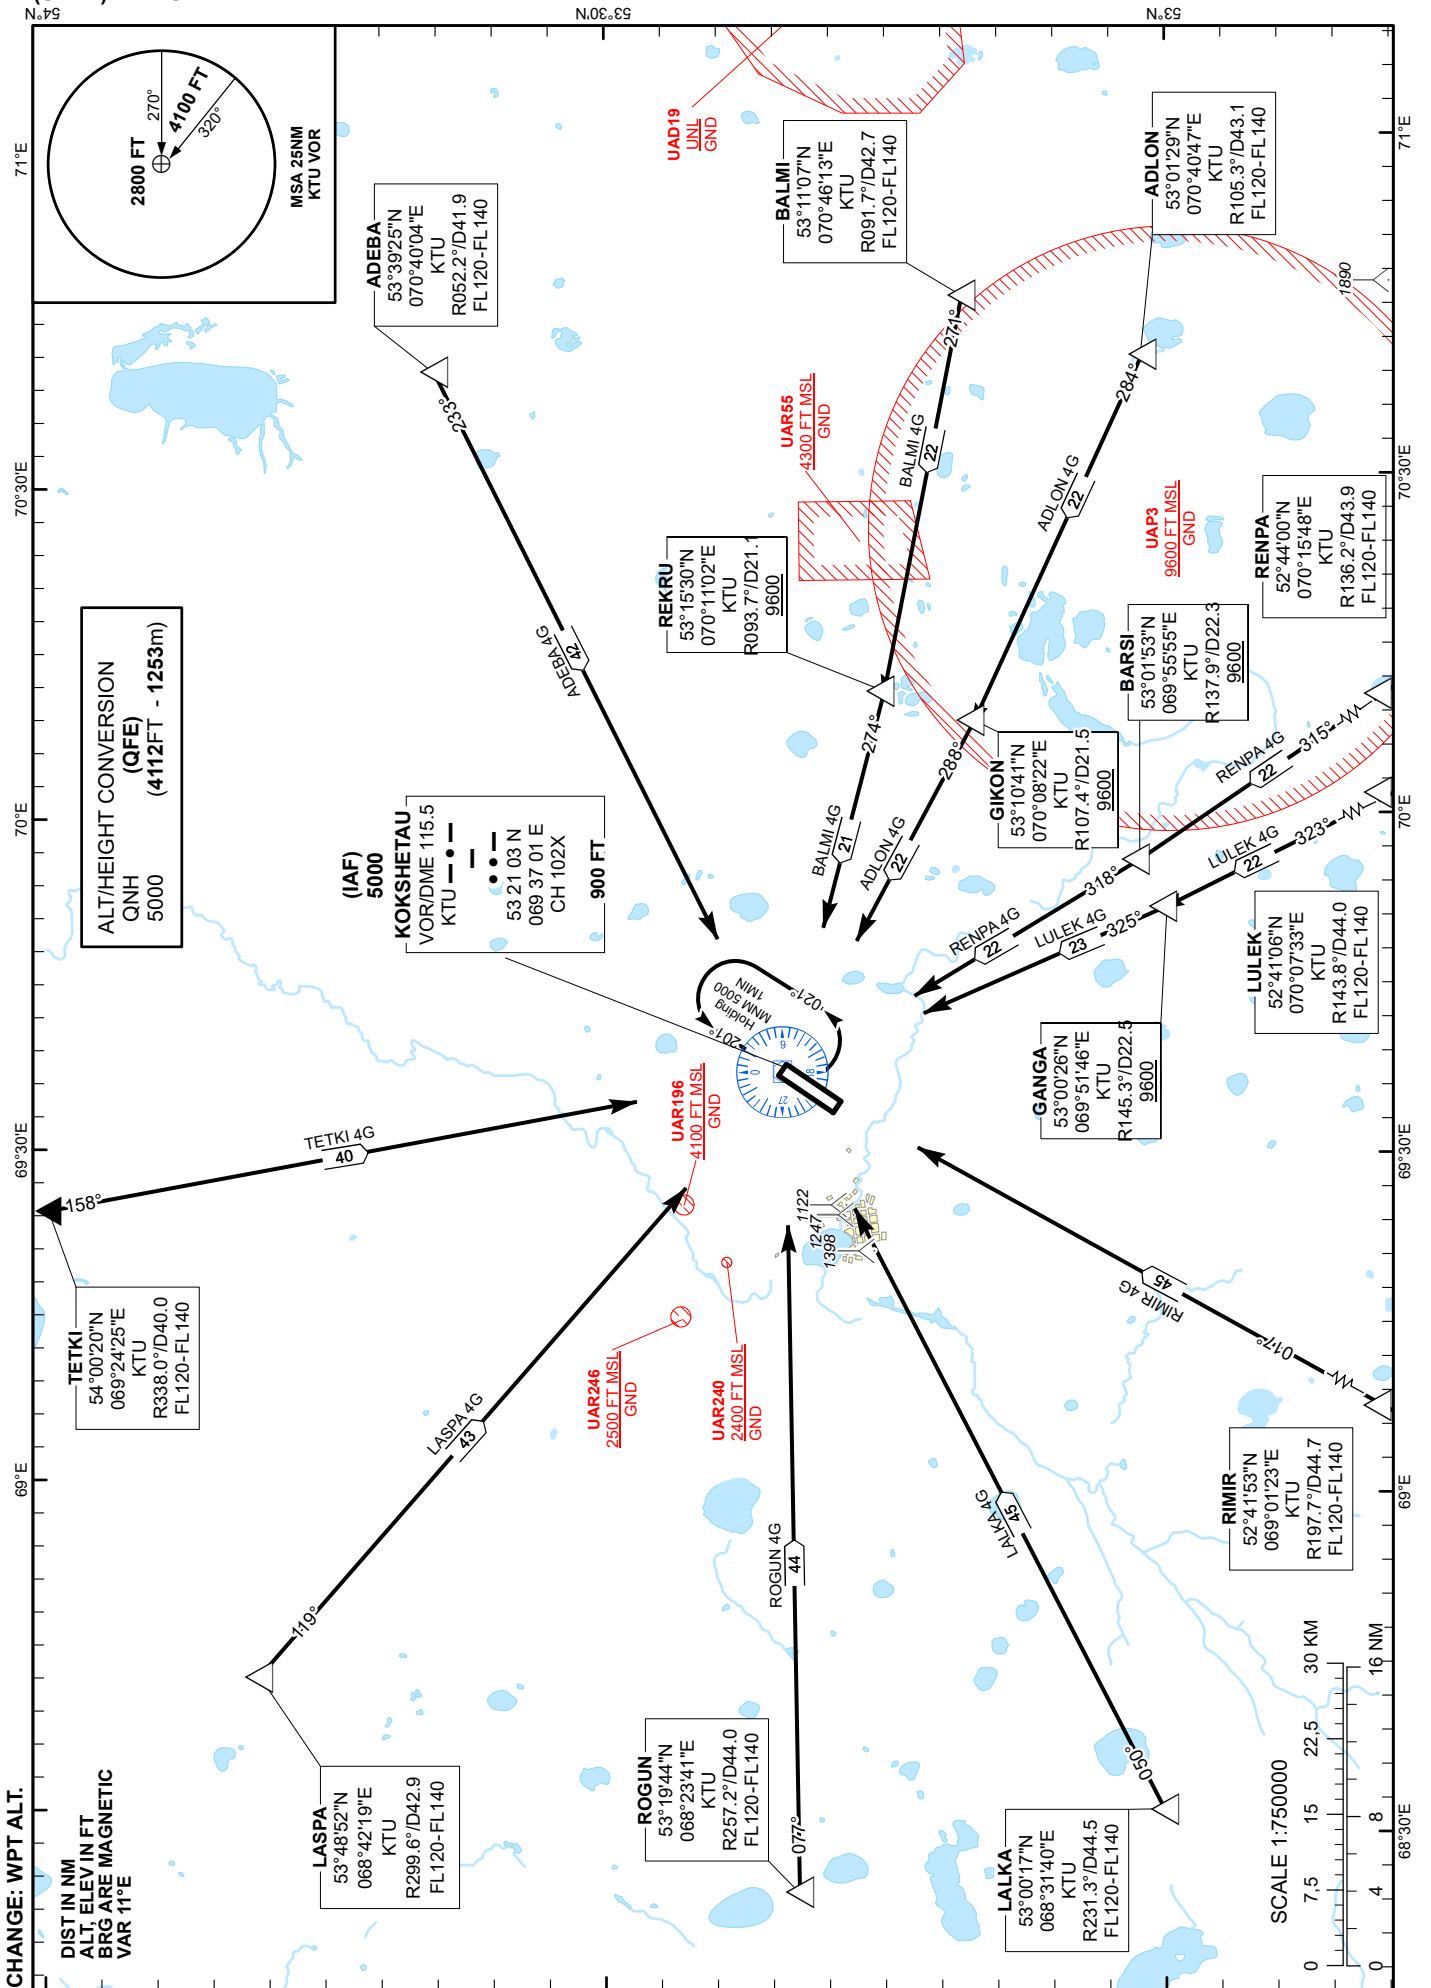 CHANGE: WPT ALT.
DIST IN NM
ALT, ELEV IN FT
BRG ARE MAGNETIC
VAR 11°E
54°N
53°30'N
53°N
68°30'E
69°E
69°30'E
70°E
70°30'E
71°E
69°E
69°30'E
70°E
70°30'E
71°E
2800 FT
4100 FT
270°
320°
MSA 25NM
KTU VOR
ALT/HEIGHT CONVERSION
QNH (QFE)
5000 (4112FT - 1253m)
(IAF)
5000
KOKSHETAU
VOR/DME 115.5
KTU
53 21 03 N
069 37 01 E
CH 102X
900 FT
Holding
MNM 5000
1MIN
201°
021°
0
9
18
27
TETKI
54°00'20"N
069°24'25"E
KTU
R338.0°/D40.0
FL120-FL140
158°
TETKI 4G
40
LASPA
53°48'52"N
068°42'19"E
KTU
R299.6°/D42.9
FL120-FL140
119°
LASPA 4G
43
ROGUN
53°19'44"N
068°23'41"E
KTU
R257.2°/D44.0
FL120-FL140
077°
ROGUN 4G
44
LALKA
53°00'17"N
068°31'40"E
KTU
R231.3°/D44.5
FL120-FL140
050°
LALKA 4G
45
RIMIR
52°41'53"N
069°01'23"E
KTU
R197.7°/D44.7
FL120-FL140
017°
RIMIR 4G
45
ADEBA
53°39'25"N
070°40'04"E
KTU
R052.2°/D41.9
FL120-FL140
233°
ADEBA 4G
42
BALMI
53°11'07"N
070°46'13"E
KTU
R091.7°/D42.7
FL120-FL140
271°
BALMI 4G
22
REKRU
53°15'30"N
070°11'02"E
KTU
R093.7°/D21.1
9600
274°
BALMI 4G
21
ADLON
53°01'29"N
070°40'47"E
KTU
R105.3°/D43.1
FL120-FL140
284°
ADLON 4G
22
GIKON
53°10'41"N
070°08'22"E
KTU
R107.4°/D21.5
9600
288°
ADLON 4G
22
RENPA
52°44'00"N
070°15'48"E
KTU
R136.2°/D43.9
FL120-FL140
315°
RENPA 4G
22
BARSI
53°01'53"N
069°55'55"E
KTU
R137.9°/D22.3
9600
318°
RENPA 4G
22
LULEK
52°41'06"N
070°07'33"E
KTU
R143.8°/D44.0
FL120-FL140
323°
LULEK 4G
22
GANGA
53°00'26"N
069°51'46"E
KTU
R145.3°/D22.5
9600
325°
LULEK 4G
23
UAR196
4100 FT MSL
GND
UAR246
2500 FT MSL
GND
UAR240
2400 FT MSL
GND
UAR55
4300 FT MSL
GND
UAD19
UNL
GND
UAP3
9600 FT MSL
GND
1122
1247
1398
1890
SCALE 1:750000
0 7,5 15 22,5 30 KM
0 4 8 16 NM